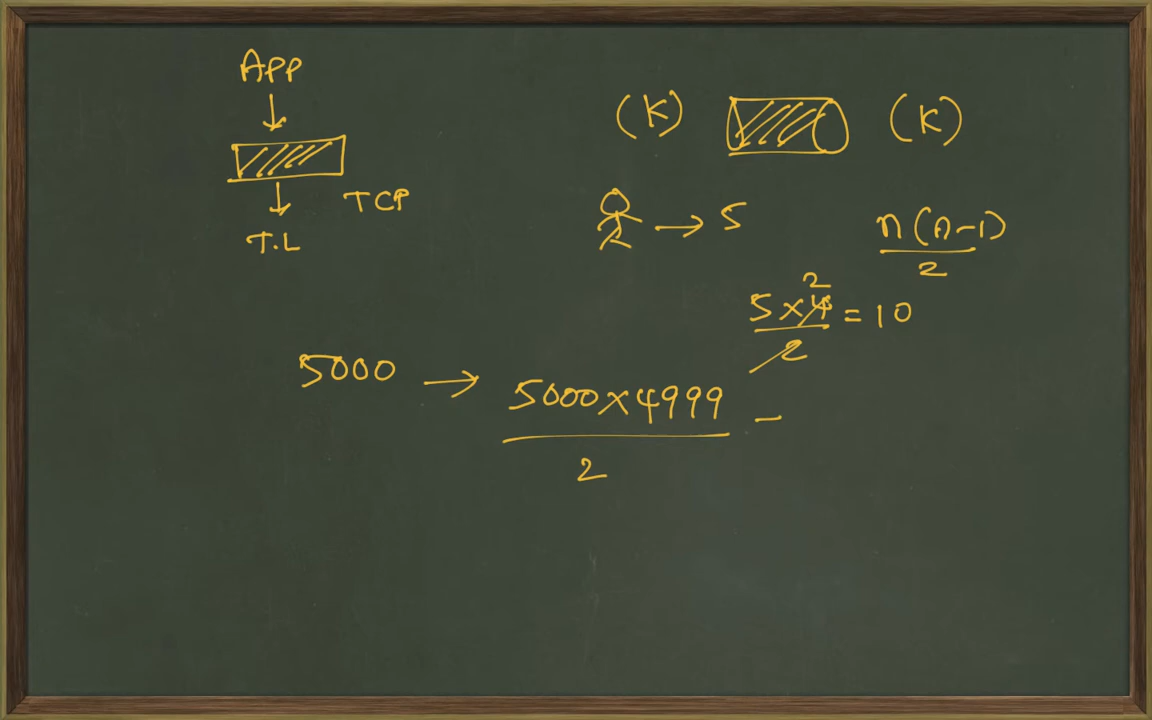 APP
TCP
T.L
(K) (K)
→ 5
n(n-1)
2
2
5×4 = 10
2
5000 → 5000×4999 -
2